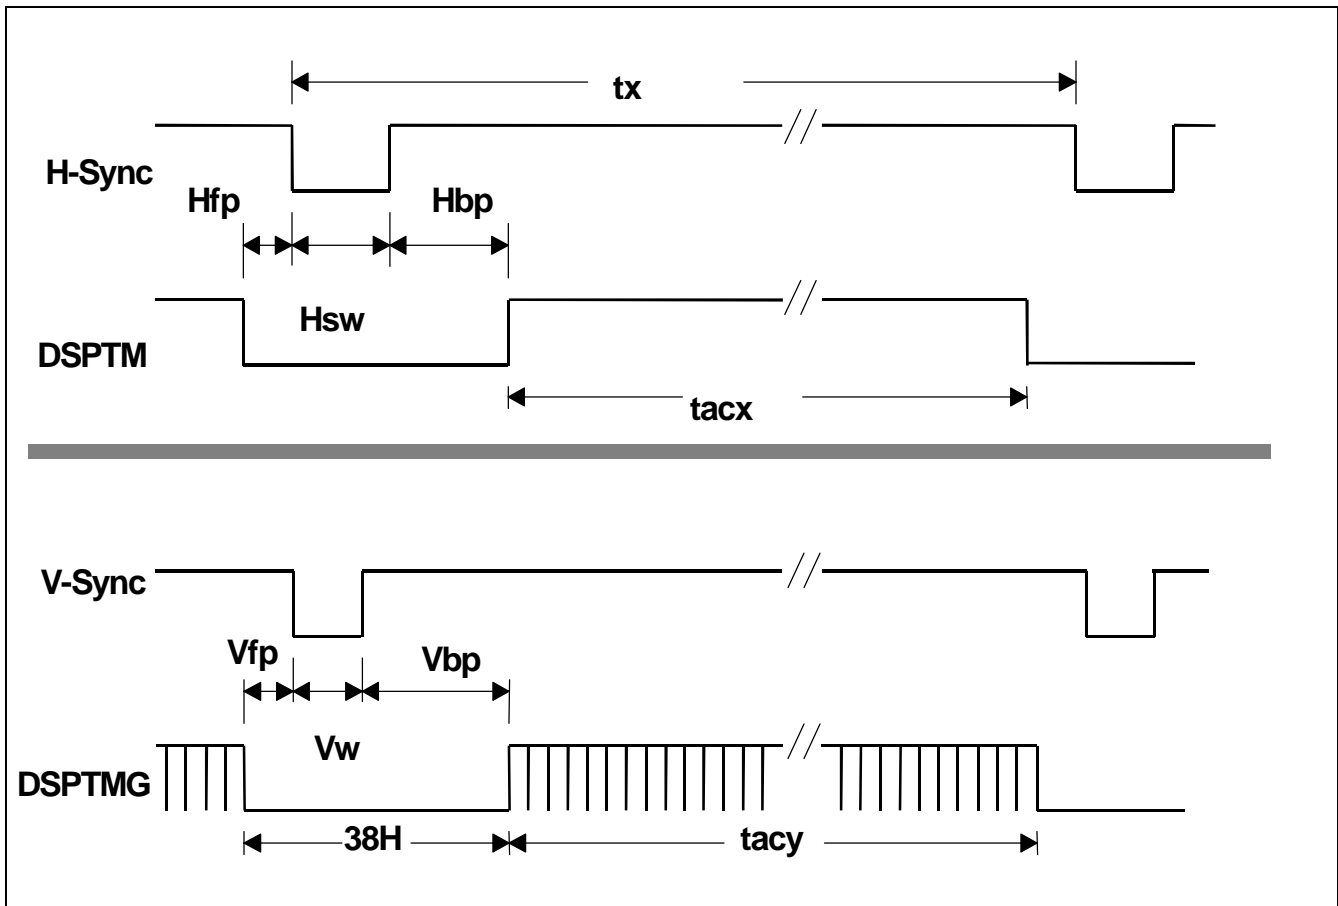 tx
H-Sync
Hfp
Hbp
Hsw
DSPTM
tacx
V-Sync
Vfp
Vbp
Vw
DSPTMG
38H
tacy